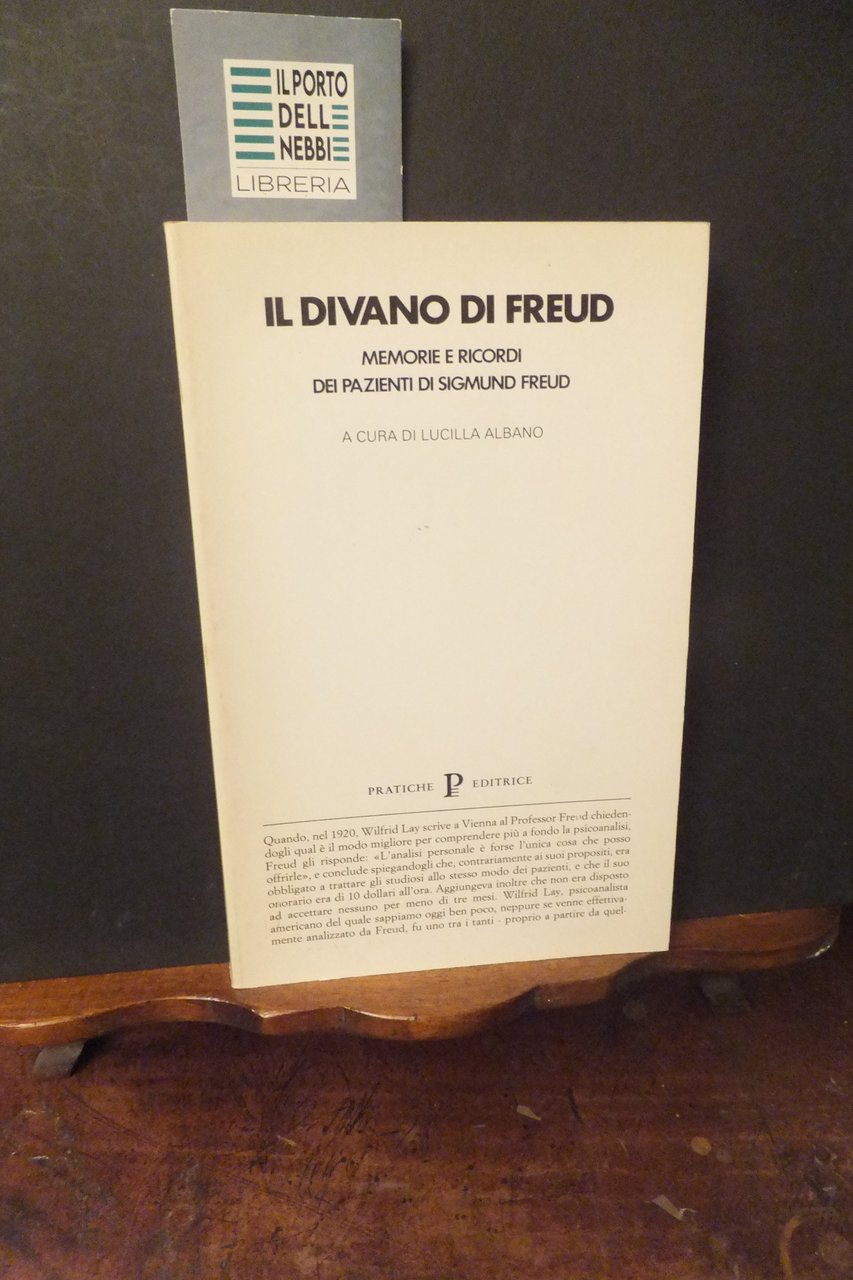 IL PORTO
DELL
NEBBI
LIBRERIA
IL DIVANO DI FREUD
MEMORIE E RICORDI
DEI PAZIENTI DI SIGMUND FREUD
A CURA DI LUCILLA ALBANO
PRATICHE PE EDITRICE
Quando, nel 1920, Wilfrid Lay scrive a Vienna al Professor Freud chieden-
dogli qual è il modo migliore per comprendere più a fondo la psicoanalisi,
Freud gli risponde: «L'analisi personale è forse l'unica cosa che posso
offrirle», e conclude spiegandogli che, contrariamente ai suoi propositi, era
obbligato a trattare gli studiosi allo stesso modo dei pazienti, e che il suo
onorario era di 10 dollari all'ora. Aggiungeva inoltre che non era disposto
ad accettare nessuno per meno di tre mesi. Wilfrid Lay, psicoanalista
americano del quale sappiamo oggi ben poco, neppure se venne effettiva-
mente analizzato da Freud, fu uno tra i tanti - proprio a partire da quel-